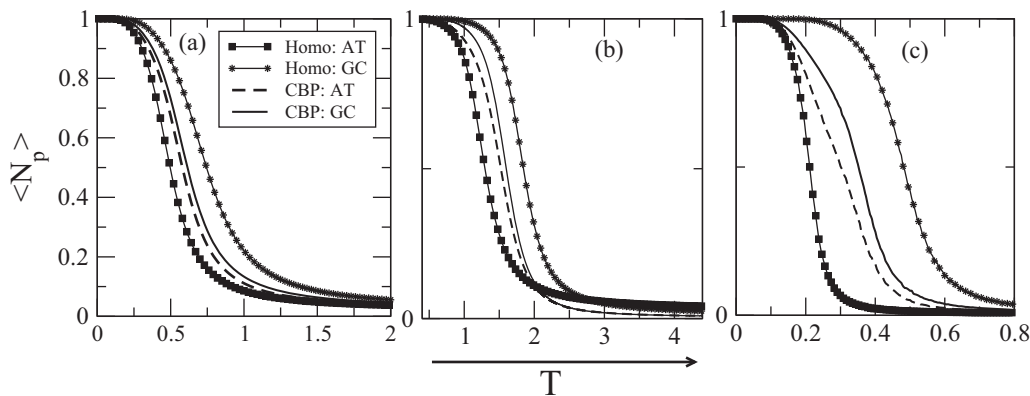 (a)
Homo: AT
Homo: GC
CBP: AT
CBP: GC
(b)
(c)
1
0.8
0.6
0.4
0.2
0
0 0.5 1 1.5 2
1
0
1 2 3 4
1
0
0 0.2 0.4 0.6 0.8
<N_p>
T